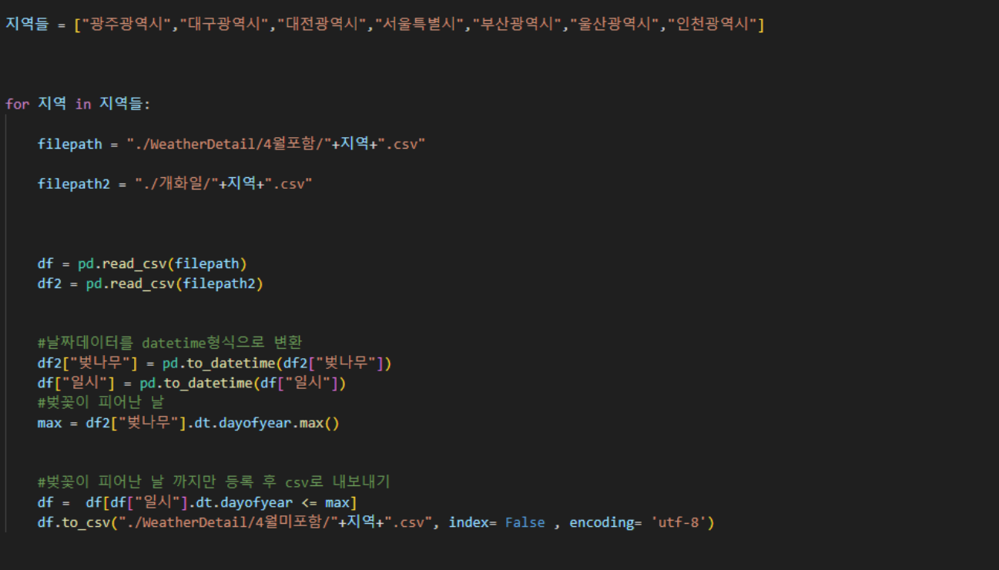 지역들 = ["광주광역시","대구광역시","대전광역시","서울특별시","부산광역시","울산광역시","인천광역시"]
for 지역 in 지역들:
filepath = "./WeatherDetail/4월포함/"+지역+".csv"
filepath2 = "./개화일/"+지역+".csv"
df = pd.read_csv(filepath)
df2 = pd.read_csv(filepath2)
#날짜데이터를 datetime형식으로 변환
df2["벚나무"] = pd.to_datetime(df2["벚나무"])
df["일시"] = pd.to_datetime(df["일시"])
#벚꽃이 피어난 날
max = df2["벚나무"].dt.dayofyear.max()
#벚꽃이 피어난 날 까지만 등록 후 csv로 내보내기
df =  df[df["일시"].dt.dayofyear <= max]
df.to_csv("./WeatherDetail/4월미포함/"+지역+".csv", index= False , encoding= 'utf-8')